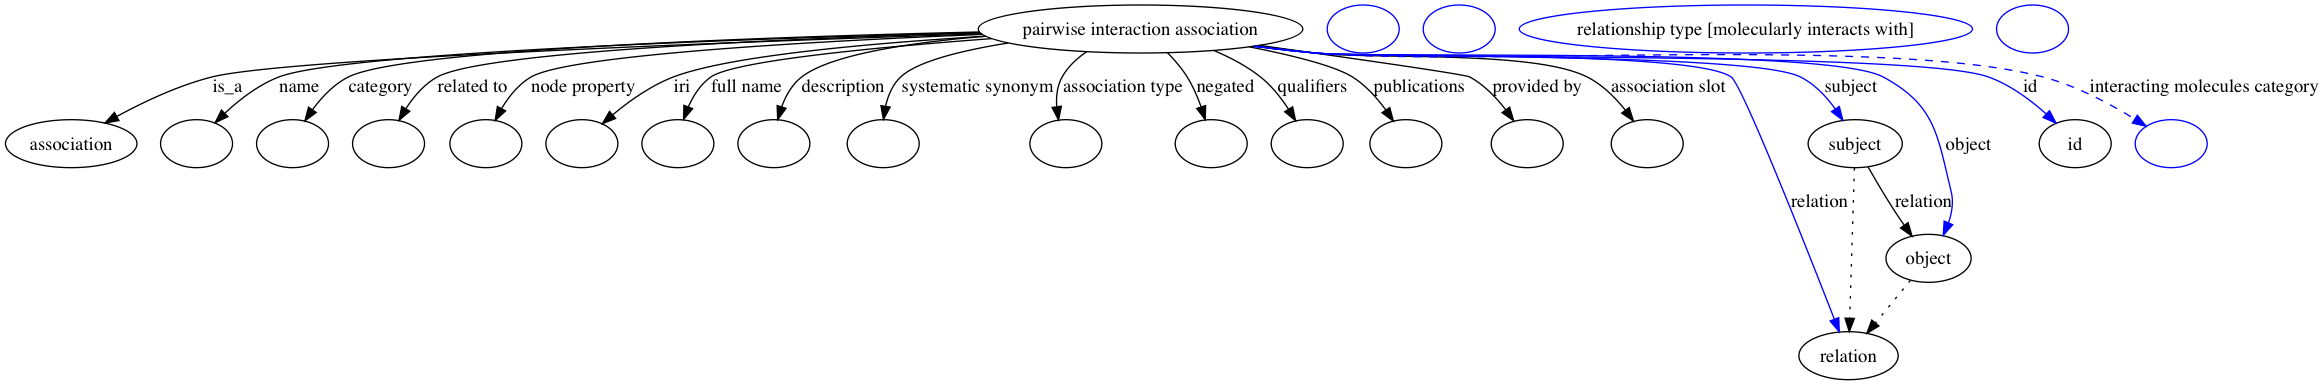 pairwise interaction association
relationship type [molecularly interacts with]
is_a
name
category
related to
node property
iri
full name
description
systematic synonym
association type
negated
qualifiers
publications
provided by
association slot
subject
id
interacting molecules category
association
subject
object
id
relation
relation
object
relation